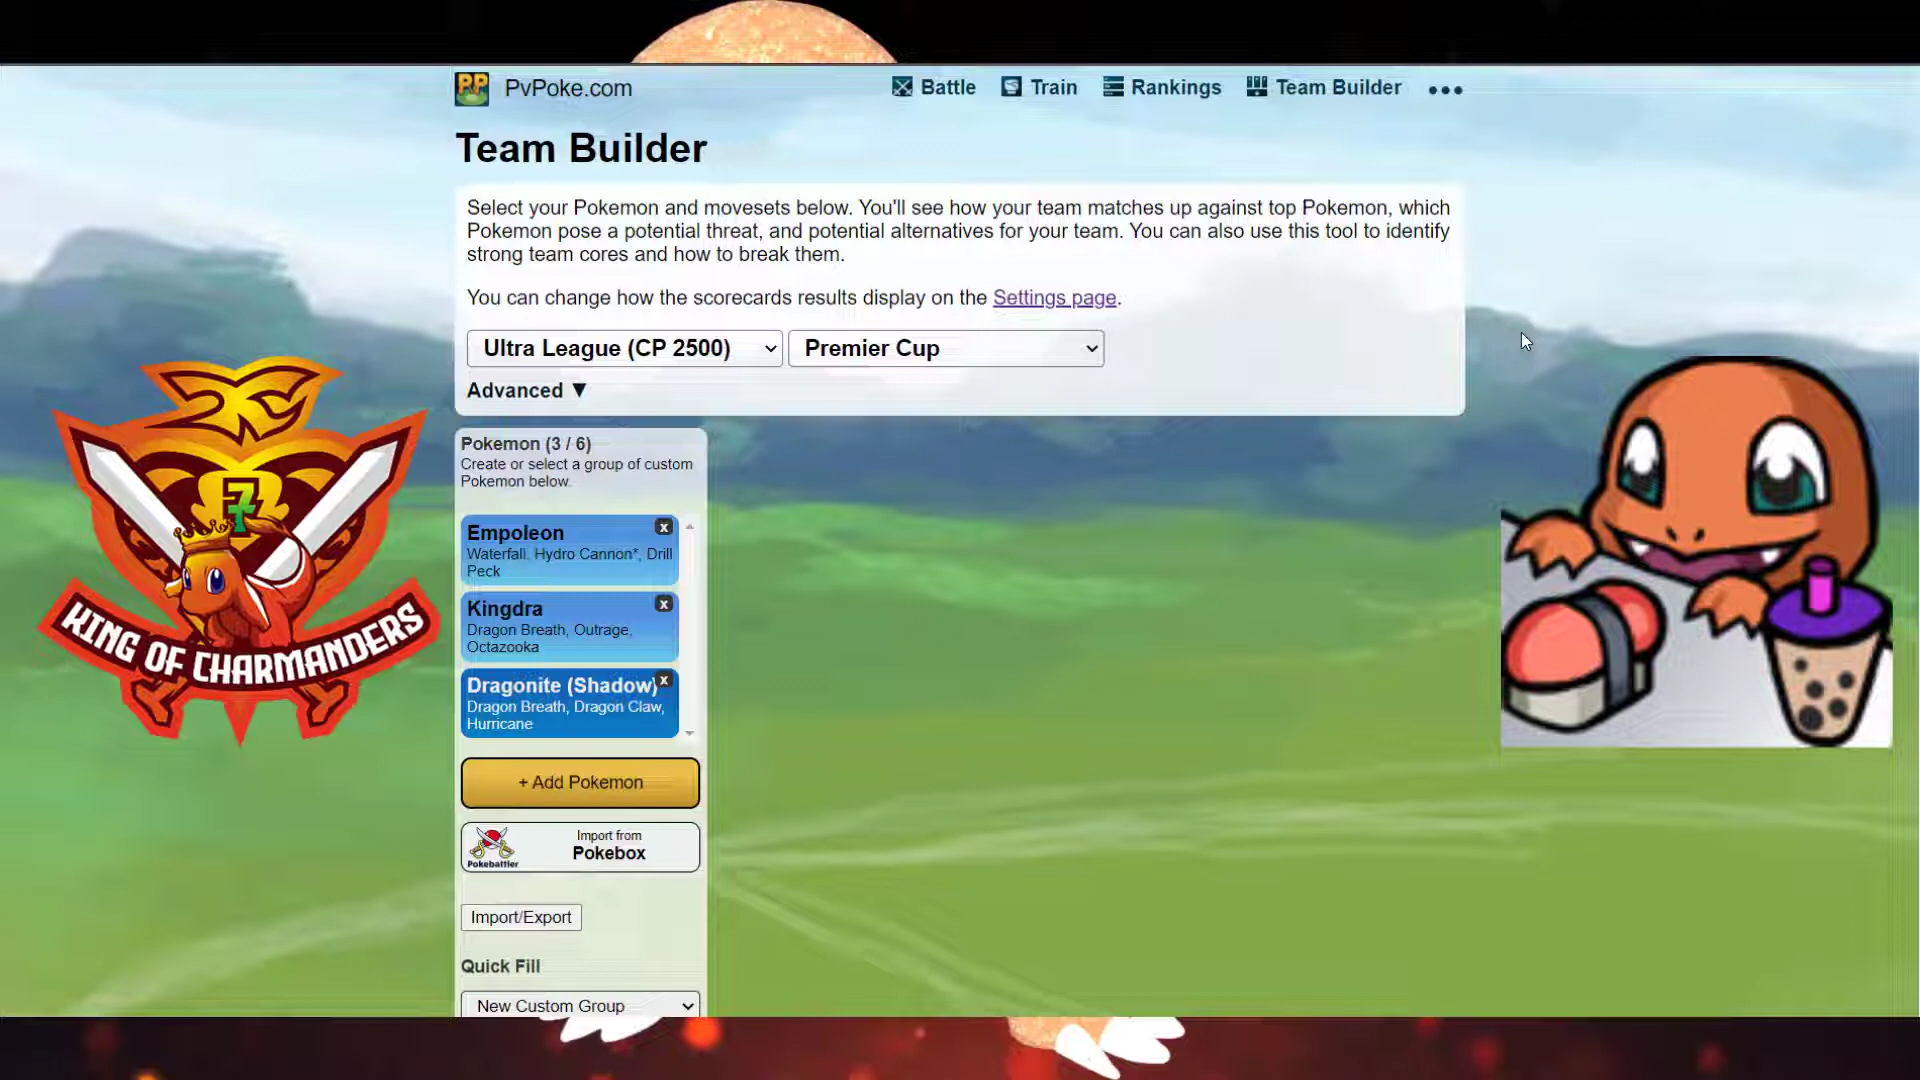 PP PvPoke.com
Battle
Train
Rankings
Team Builder
Team Builder
Select your Pokemon and movesets below. You'll see how your team matches up against top Pokemon, which
Pokemon pose a potential threat, and potential alternatives for your team. You can also use this tool to identify
strong team cores and how to break them.
You can change how the scorecards results display on the Settings page.
Ultra League (CP 2500)
Premier Cup
Advanced ▼
Pokemon (3 / 6)
Create or select a group of custom
Pokemon below.
Empoleon x
Waterfall, Hydro Cannon*, Drill
Peck
Kingdra x
Dragon Breath, Outrage,
Octazooka
Dragonite (Shadow) x
Dragon Breath, Dragon Claw,
Hurricane
+ Add Pokemon
Pokebattler
Import from
Pokebox
Import/Export
Quick Fill
New Custom Group
7
KING OF CHARMANDERS